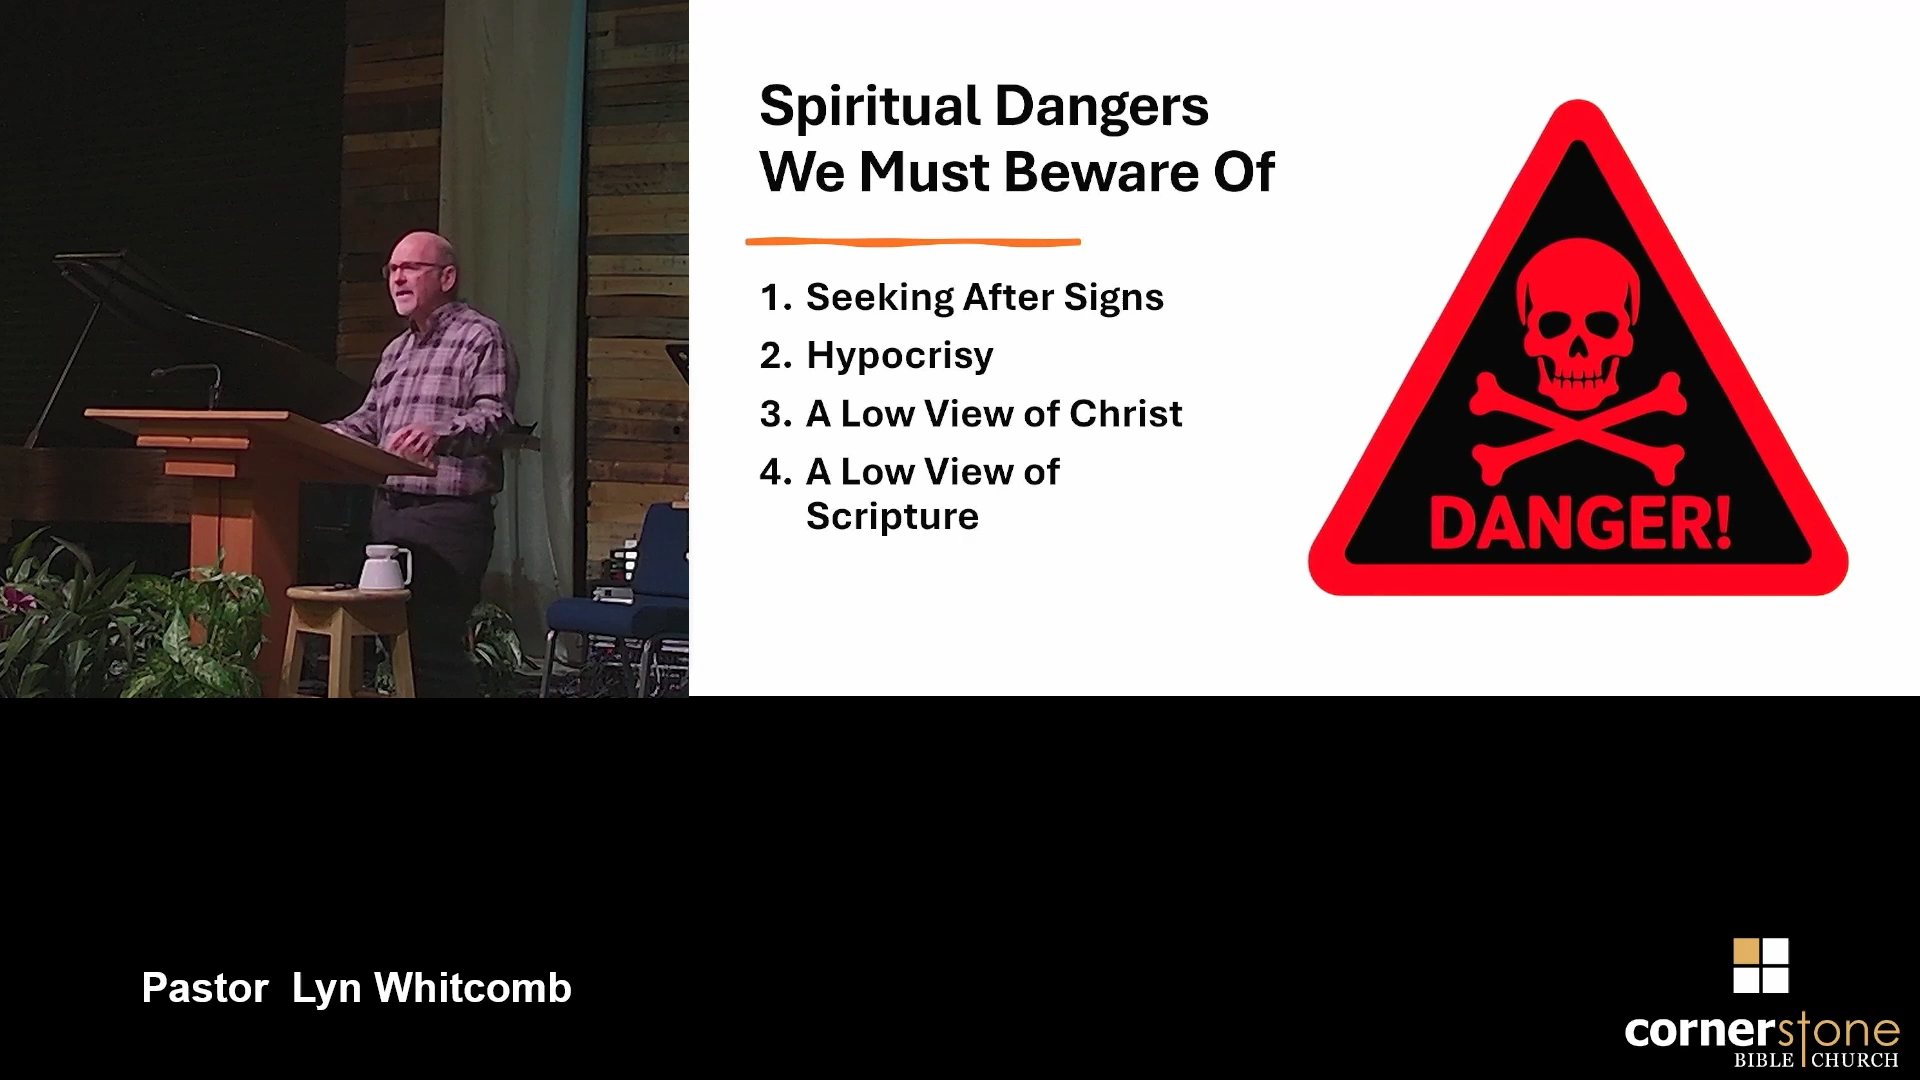 Spiritual Dangers
We Must Beware Of
1. Seeking After Signs
2. Hypocrisy
3. A Low View of Christ
4. A Low View of
Scripture
DANGER!
Pastor Lyn Whitcomb
cornerstone
BIBLE CHURCH